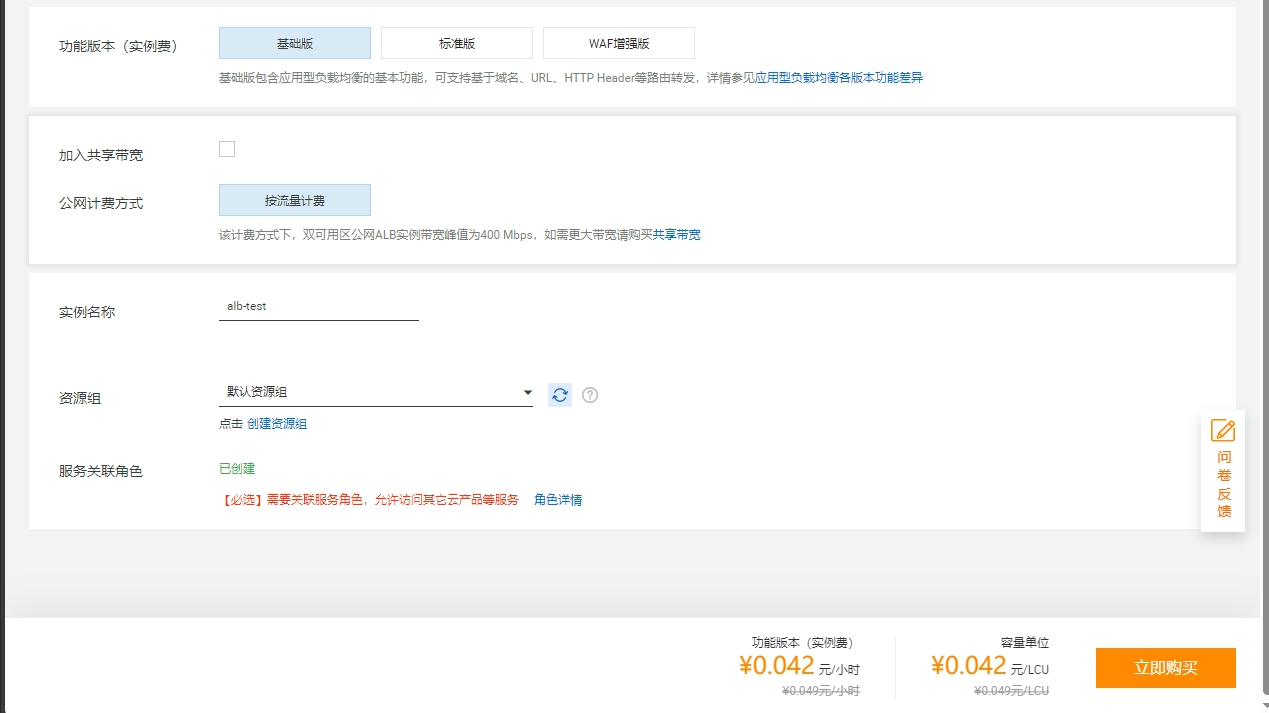 功能版本（实例费）
基础版 标准版 WAF增强版
基础版包含应用型负载均衡的基本功能，可支持基于域名、URL、HTTP Header等路由转发，详情参见应用型负载均衡各版本功能差异
加入共享带宽
公网计费方式 按流量计费
该计费方式下，双可用区公网ALB实例带宽峰值为400 Mbps，如需更大带宽请购买共享带宽
实例名称 alb-test
资源组 默认资源组
点击 创建资源组
服务关联角色 已创建
【必选】需要关联服务角色，允许访问其它云产品等服务 角色详情
问
卷
反
馈
功能版本（实例费） 容量单位
¥0.042 元/小时 ¥0.042 元/LCU 立即购买
¥0.049元/小时 ¥0.049元/LCU